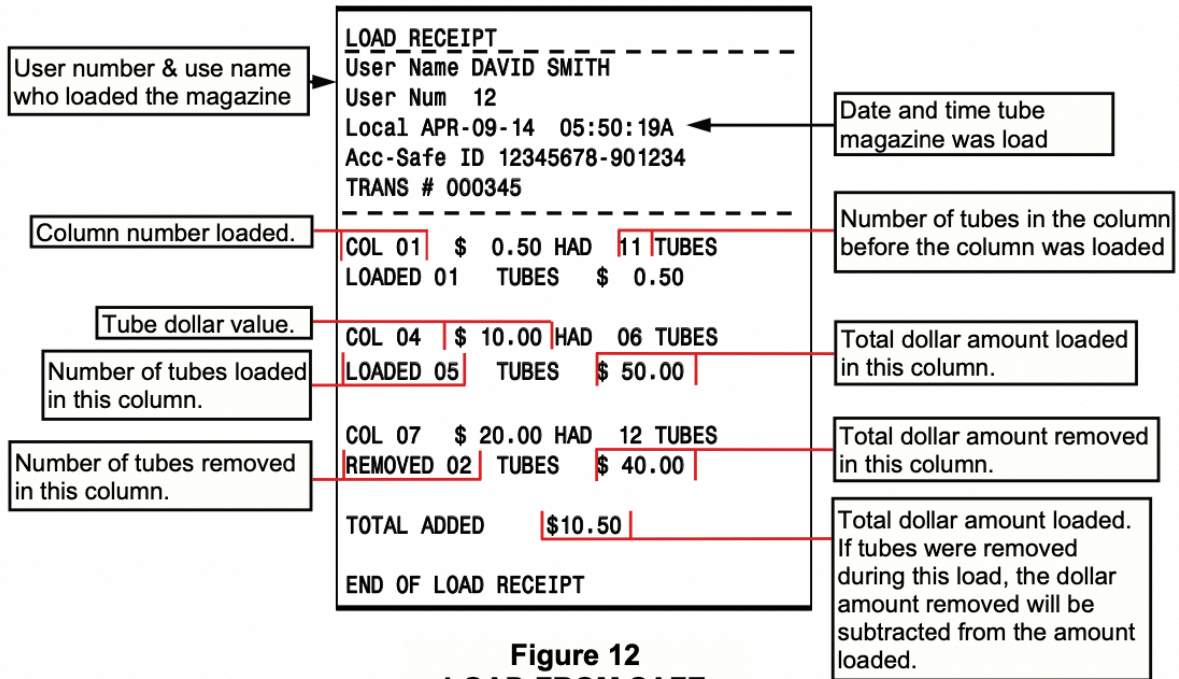 LOAD RECEIPT
User Name DAVID SMITH
User Num 12
Local APR-09-14 05:50:19A
Acc-Safe ID 12345678-901234
TRANS # 000345
COL 01 $ 0.50 HAD 11 TUBES
LOADED 01 TUBES $ 0.50
COL 04 $ 10.00 HAD 06 TUBES
LOADED 05 TUBES $ 50.00
COL 07 $ 20.00 HAD 12 TUBES
REMOVED 02 TUBES $ 40.00
TOTAL ADDED $10.50
END OF LOAD RECEIPT
User number & use name
who loaded the magazine
Column number loaded.
Tube dollar value.
Number of tubes loaded
in this column.
Number of tubes removed
in this column.
Date and time tube
magazine was load
Number of tubes in the column
before the column was loaded
Total dollar amount loaded
in this column.
Total dollar amount removed
in this column.
Total dollar amount loaded.
If tubes were removed
during this load, the dollar
amount removed will be
subtracted from the amount
loaded.
Figure 12
LOAD FROM SAFE